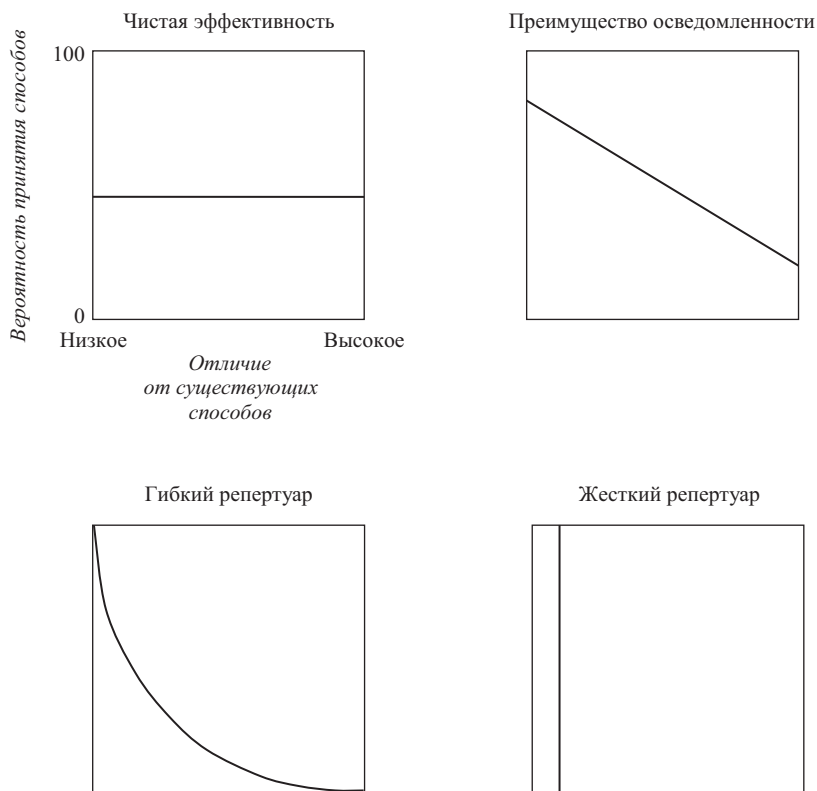 Чистая эффективность
Преимущество осведомленности
Вероятность принятия способов
100
0
Низкое
Высокое
Отличие
от существующих
способов
Гибкий репертуар
Жесткий репертуар